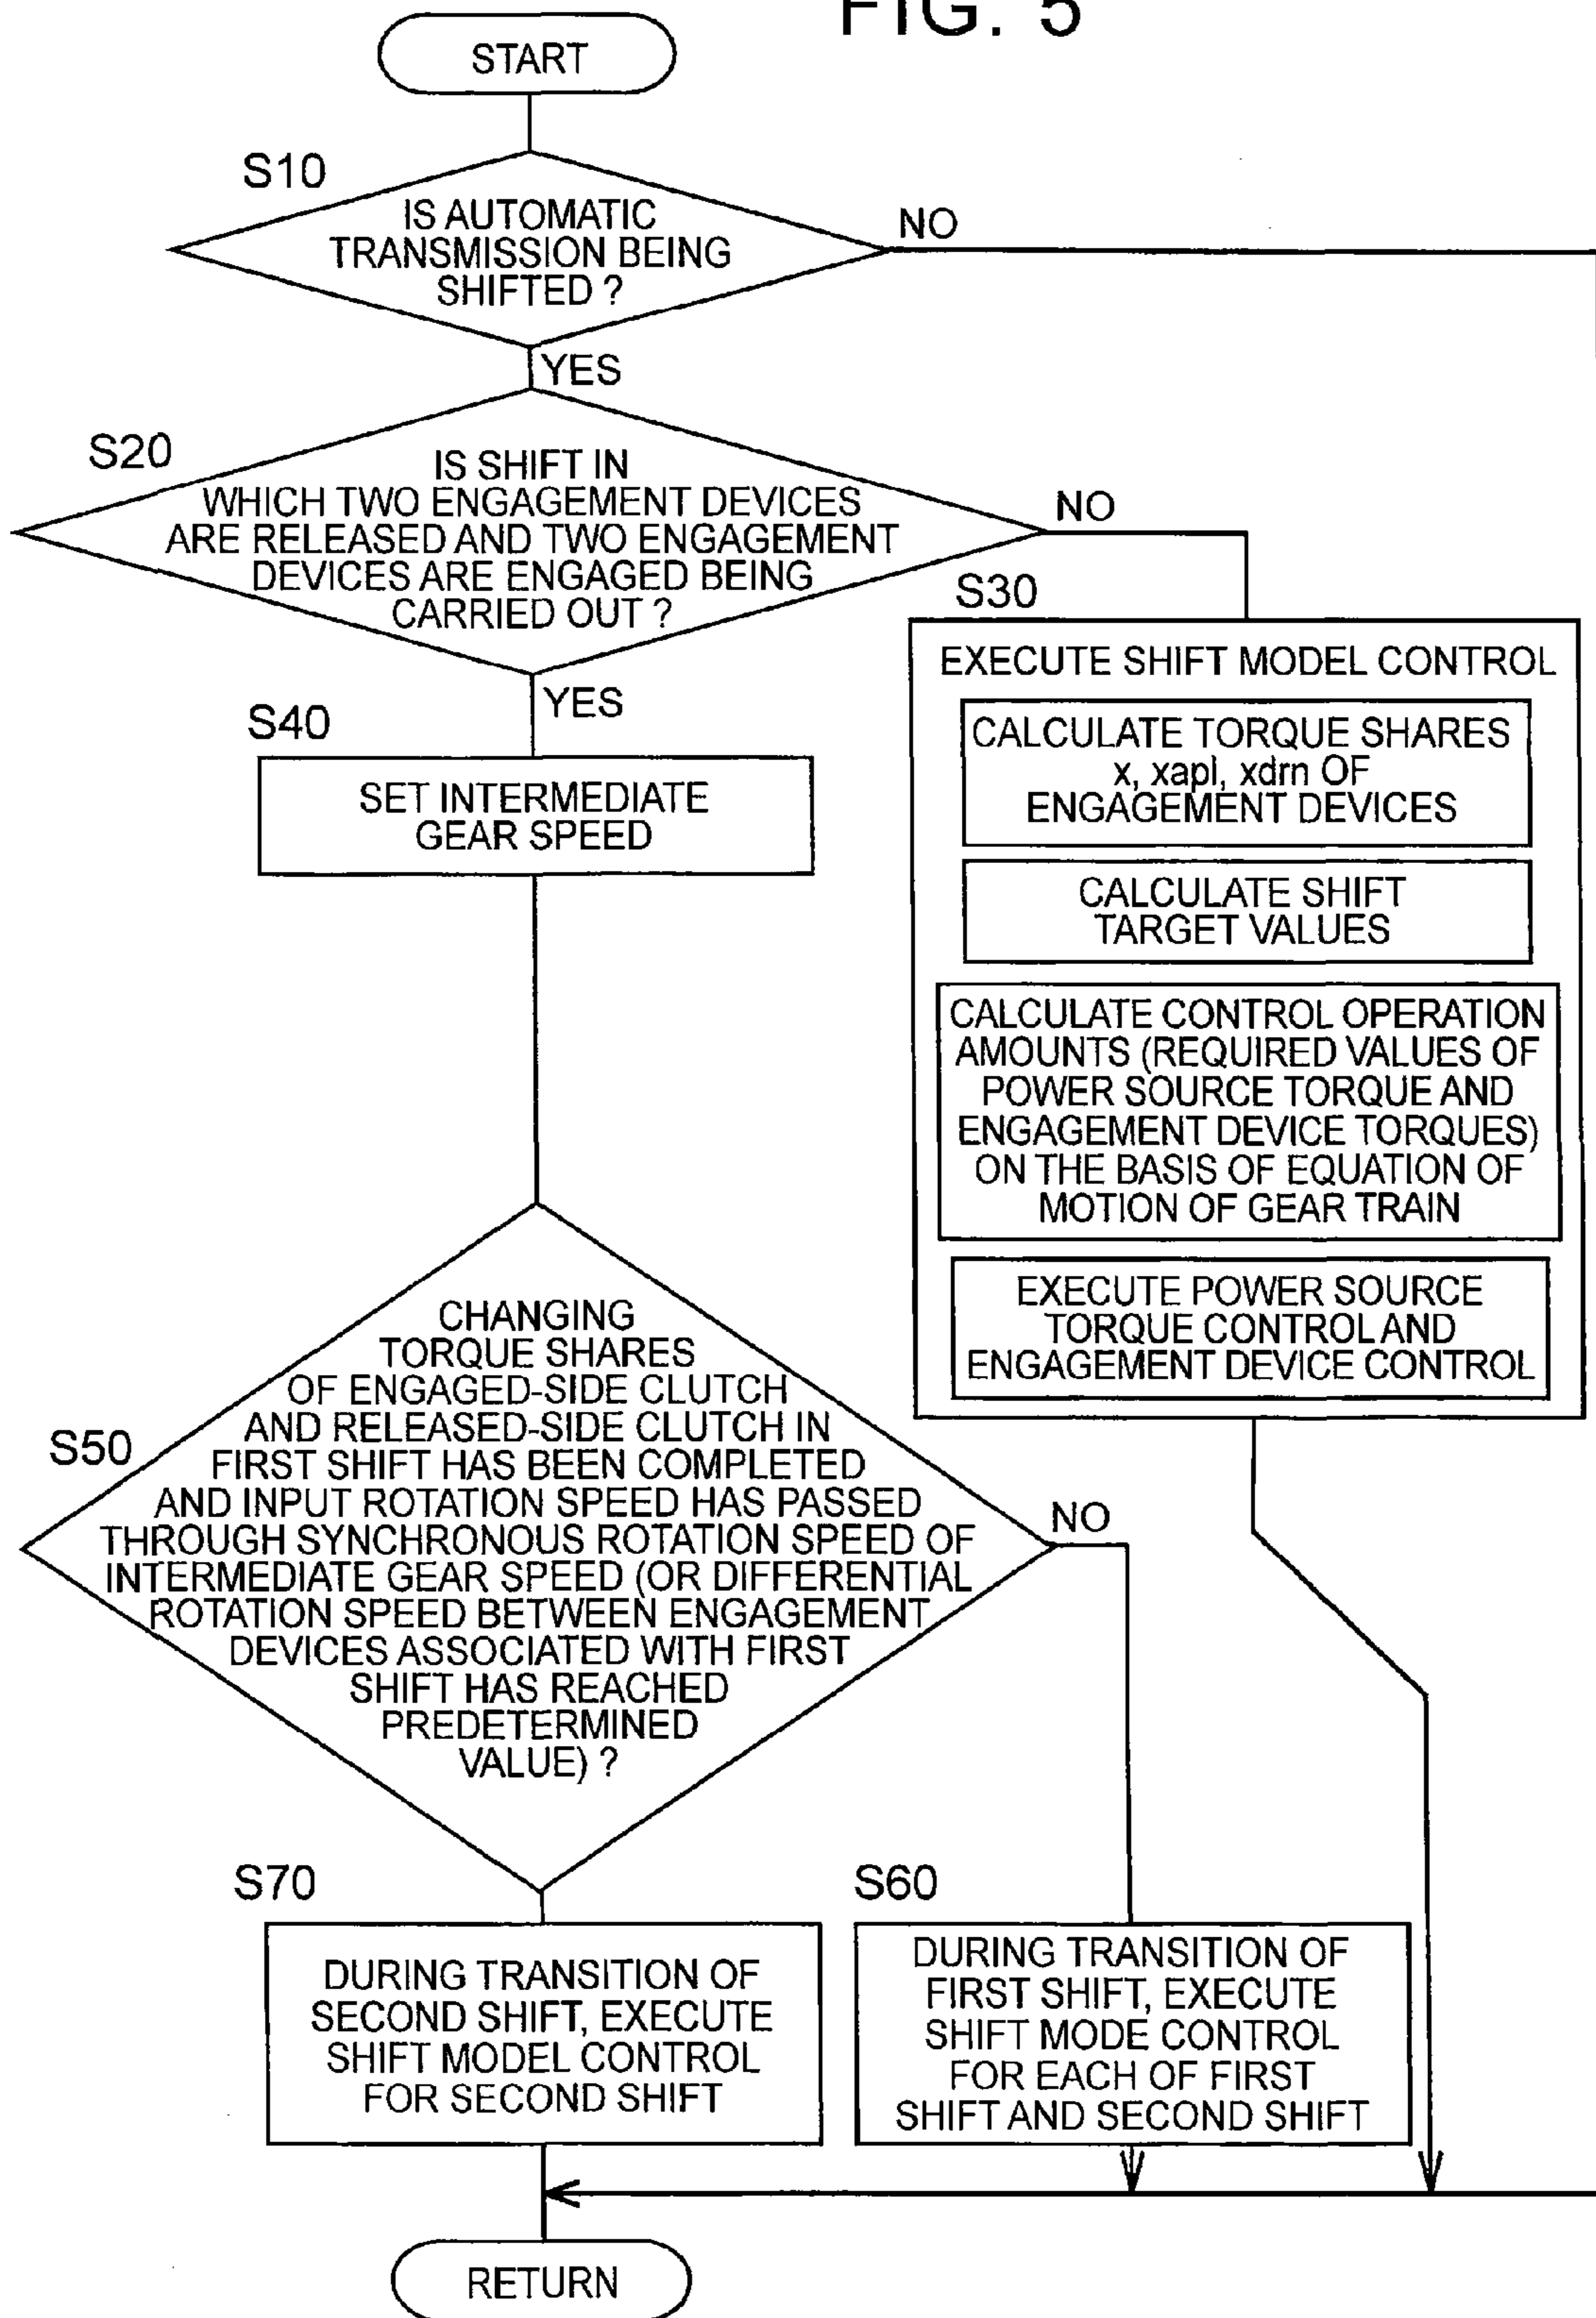 FIG. 5
START
S10
IS AUTOMATIC
TRANSMISSION BEING
SHIFTED ?
NO
YES
S20
IS SHIFT IN
WHICH TWO ENGAGEMENT DEVICES
ARE RELEASED AND TWO ENGAGEMENT
DEVICES ARE ENGAGED BEING
CARRIED OUT ?
NO
YES
S30
EXECUTE SHIFT MODEL CONTROL
CALCULATE TORQUE SHARES
x, xapl, xdrn OF
ENGAGEMENT DEVICES
CALCULATE SHIFT
TARGET VALUES
CALCULATE CONTROL OPERATION
AMOUNTS (REQUIRED VALUES OF
POWER SOURCE TORQUE AND
ENGAGEMENT DEVICE TORQUES)
ON THE BASIS OF EQUATION OF
MOTION OF GEAR TRAIN
EXECUTE POWER SOURCE
TORQUE CONTROL AND
ENGAGEMENT DEVICE CONTROL
S40
SET INTERMEDIATE
GEAR SPEED
S50
CHANGING
TORQUE SHARES
OF ENGAGED-SIDE CLUTCH
AND RELEASED-SIDE CLUTCH IN
FIRST SHIFT HAS BEEN COMPLETED
AND INPUT ROTATION SPEED HAS PASSED
THROUGH SYNCHRONOUS ROTATION SPEED OF
INTERMEDIATE GEAR SPEED (OR DIFFERENTIAL
ROTATION SPEED BETWEEN ENGAGEMENT
DEVICES ASSOCIATED WITH FIRST
SHIFT HAS REACHED
PREDETERMINED
VALUE) ?
NO
S70
DURING TRANSITION OF
SECOND SHIFT, EXECUTE
SHIFT MODEL CONTROL
FOR SECOND SHIFT
S60
DURING TRANSITION OF
FIRST SHIFT, EXECUTE
SHIFT MODE CONTROL
FOR EACH OF FIRST
SHIFT AND SECOND SHIFT
RETURN